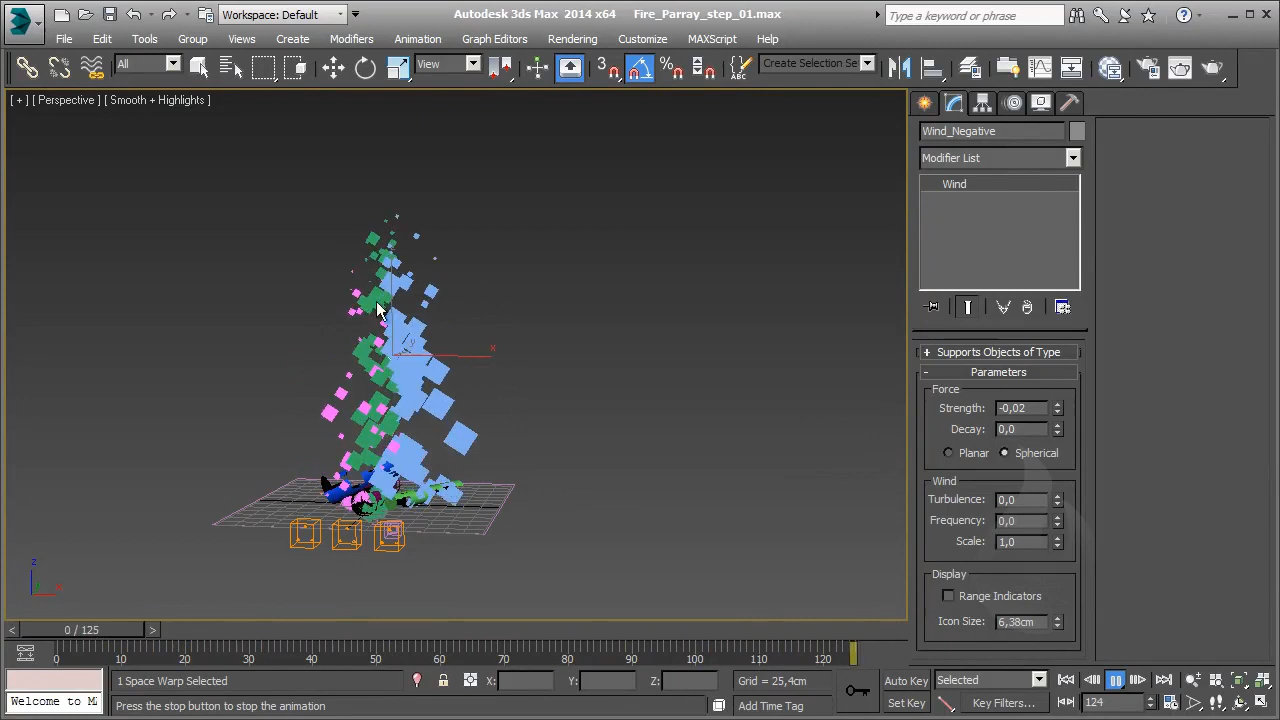 Workspace: Default
Autodesk 3ds Max 2014 x64 Fire_Parray_step_01.max
Type a keyword or phrase
File Edit Tools Group Views Create Modifiers Animation Graph Editors Rendering Customize MAXScript Help
All View 3 Create Selection Se
[ + ] [ Perspective ] [ Smooth + Highlights ]
Wind_Negative
Modifier List
Wind
+ Supports Objects of Type
- Parameters
Force
Strength: -0,02
Decay: 0,0
Planar Spherical
Wind
Turbulence: 0,0
Frequency: 0,0
Scale: 1,0
Display
Range Indicators
Icon Size: 6,38cm
x
z
< 0 / 125 >
0 10 20 30 40 50 60 70 80 90 100 110 120
1 Space Warp Selected X: Y: Z: Grid = 25,4cm Auto Key Selected
Welcome to M Press the stop button to stop the animation Add Time Tag Set Key Key Filters... 124